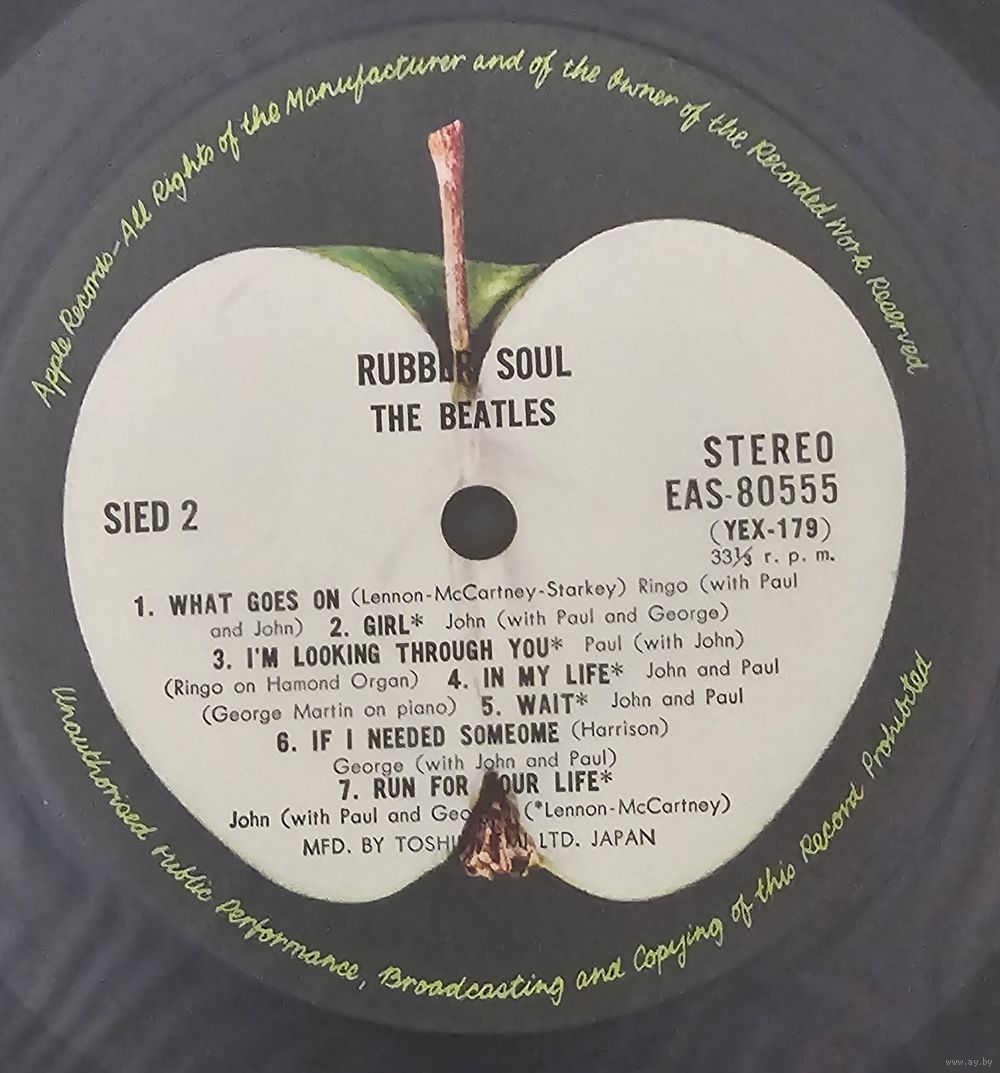 Apple Records-All Rights of the Manufacturer and of the Owner of the Recorded Work Reserved
RUBBER SOUL
THE BEATLES
STEREO
EAS-80555
(YEX-179)
33⅓ r. p. m.
SIED 2
1. WHAT GOES ON (Lennon-McCartney-Starkey) Ringo (with Paul
and John) 2. GIRL* John (with Paul and George)
3. I'M LOOKING THROUGH YOU* Paul (with John)
(Ringo on Hamond Organ) 4. IN MY LIFE* John and Paul
(George Martin on piano) 5. WAIT* John and Paul
6. IF I NEEDED SOMEOME (Harrison)
George (with John and Paul)
7. RUN FOR YOUR LIFE*
John (with Paul and George) (*Lennon-McCartney)
MFD. BY TOSHIBA EMI LTD. JAPAN
Unauthorised Public Performance, Broadcasting and Copying of this Record Prohibited
www.ay.by